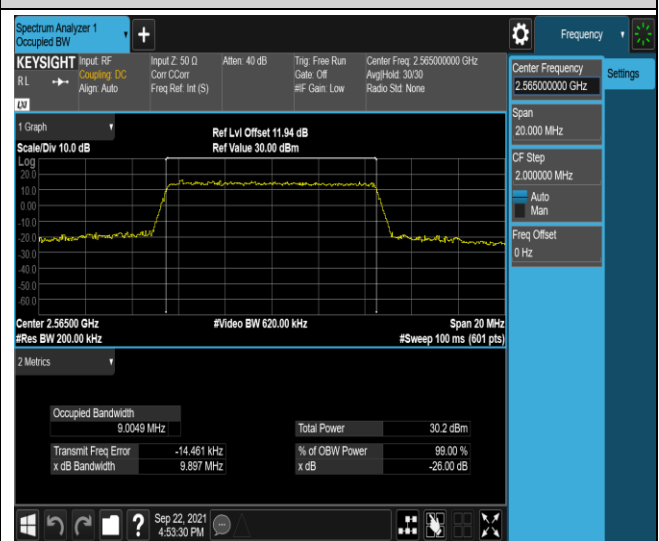 Spectrum Analyzer 1
Occupied BW
Frequency
KEYSIGHT
RL
LXI
Input: RF
Coupling: DC
Align: Auto
Input Z: 50 Ω
Corr CCorr
Freq Ref: Int (S)
Atten: 40 dB
Trig: Free Run
Gate: Off
#IF Gain: Low
Center Freq: 2.565000000 GHz
Avg|Hold: 30/30
Radio Std: None
Center Frequency
2.565000000 GHz
Settings
Span
20.000 MHz
CF Step
2.000000 MHz
Auto
Man
Freq Offset
0 Hz
1 Graph
Scale/Div 10.0 dB
Ref Lvl Offset 11.94 dB
Ref Value 30.00 dBm
Log
20.0
10.0
0.00
-10.0
-20.0
-30.0
-40.0
-50.0
-60.0
Center 2.56500 GHz
#Video BW 620.00 kHz
Span 20 MHz
#Res BW 200.00 kHz
#Sweep 100 ms (601 pts)
2 Metrics
Occupied Bandwidth
9.0049 MHz
Total Power 30.2 dBm
Transmit Freq Error -14.461 kHz
% of OBW Power 99.00 %
x dB Bandwidth 9.897 MHz
x dB -26.00 dB
?
Sep 22, 2021
4:53:30 PM